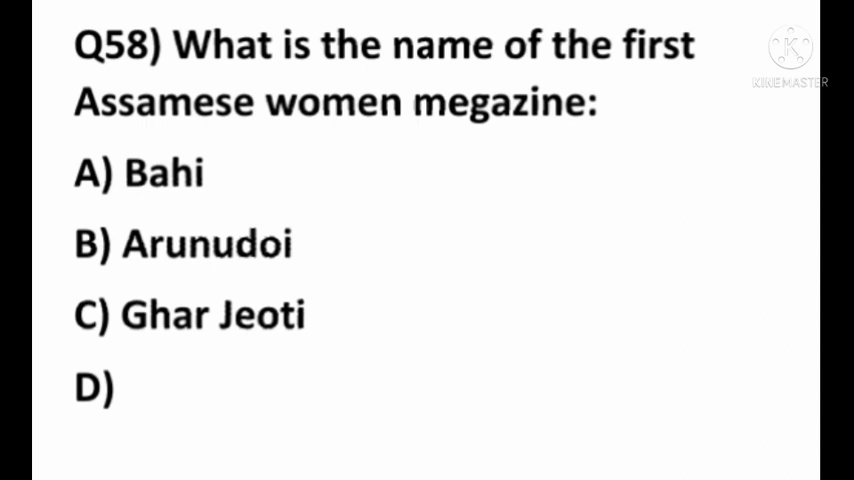 Q58) What is the name of the first
Assamese women megazine:
A) Bahi
B) Arunudoi
C) Ghar Jeoti
D)
KINEMASTER